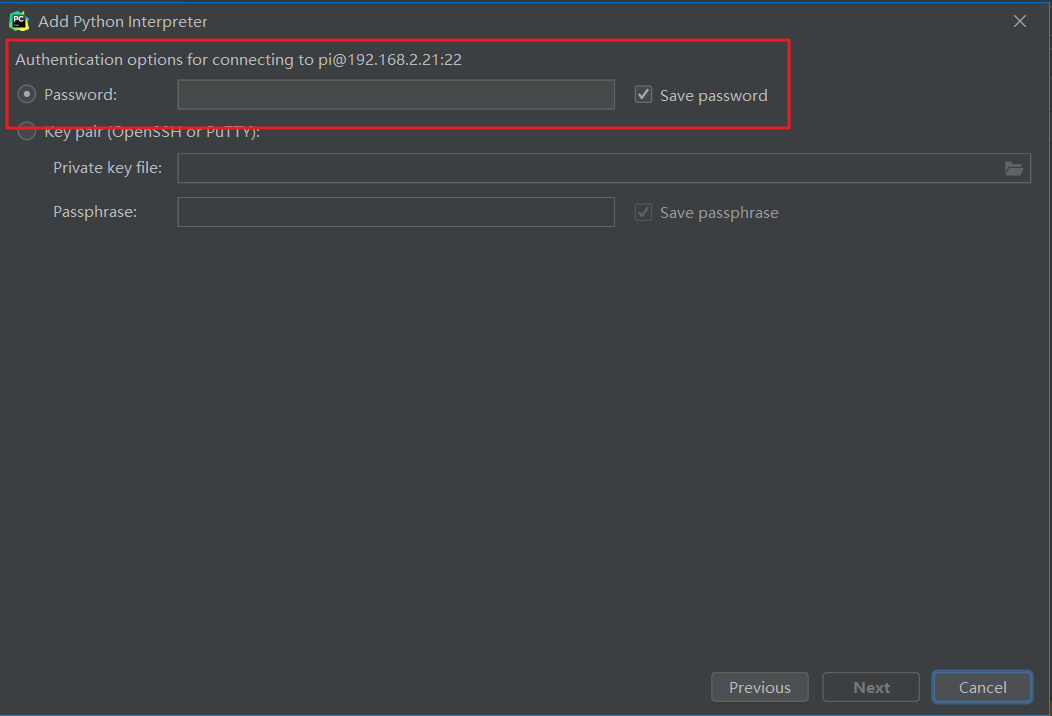 PC Add Python Interpreter
Authentication options for connecting to pi@192.168.2.21:22
Password: Save password
Key pair (OpenSSH or PuTTY):
Private key file:
Passphrase: Save passphrase
Previous Next Cancel